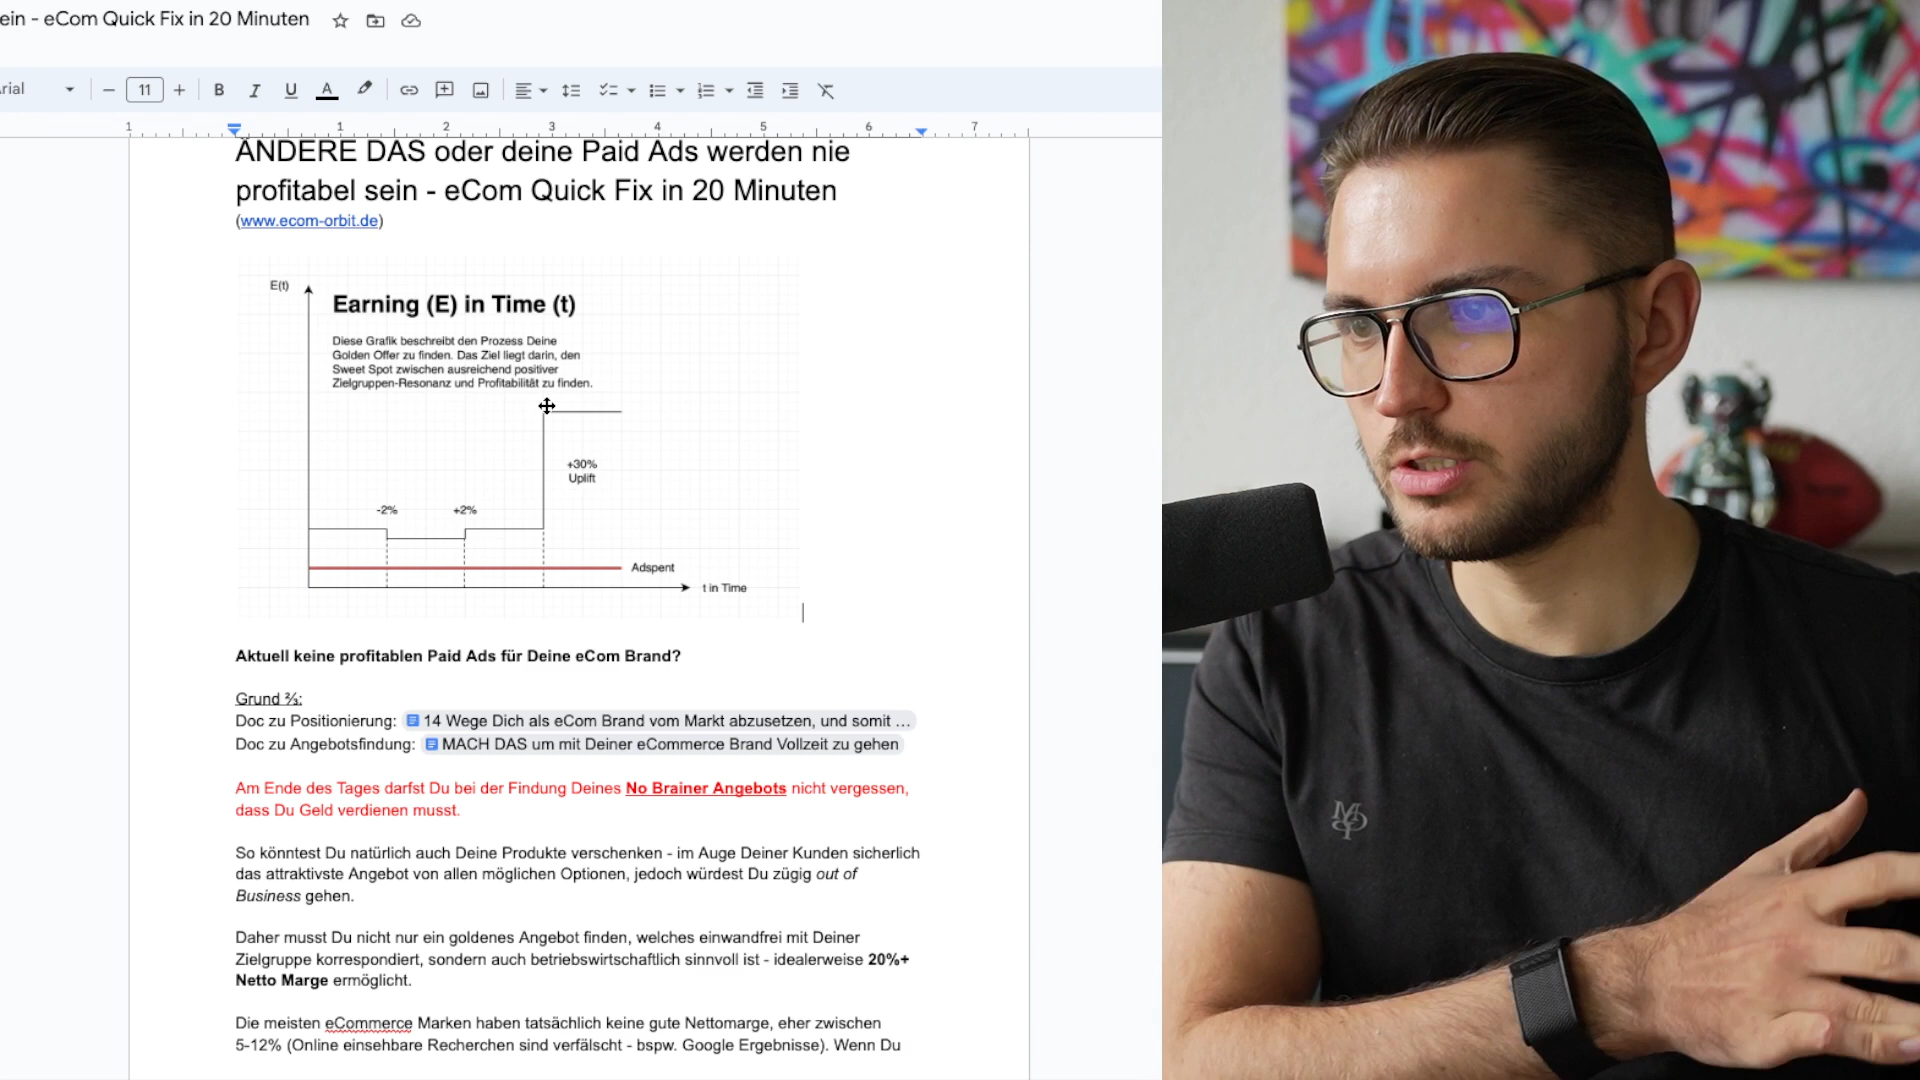 ein - eCom Quick Fix in 20 Minuten
rial
11
B I U A
1 1 2 3 4 5 6 7
ÄNDERE DAS oder deine Paid Ads werden nie
profitabel sein - eCom Quick Fix in 20 Minuten
(www.ecom-orbit.de)
E(t)
Earning (E) in Time (t)
Diese Grafik beschreibt den Prozess Deine
Golden Offer zu finden. Das Ziel liegt darin, den
Sweet Spot zwischen ausreichend positiver
Zielgruppen-Resonanz und Profitabilität zu finden.
+30%
Uplift
-2%
+2%
Adspent
t in Time
Aktuell keine profitablen Paid Ads für Deine eCom Brand?
Grund ⅔:
Doc zu Positionierung: 14 Wege Dich als eCom Brand vom Markt abzusetzen, und somit ...
Doc zu Angebotsfindung: MACH DAS um mit Deiner eCommerce Brand Vollzeit zu gehen
Am Ende des Tages darfst Du bei der Findung Deines No Brainer Angebots nicht vergessen,
dass Du Geld verdienen musst.
So könntest Du natürlich auch Deine Produkte verschenken - im Auge Deiner Kunden sicherlich
das attraktivste Angebot von allen möglichen Optionen, jedoch würdest Du zügig out of
Business gehen.
Daher musst Du nicht nur ein goldenes Angebot finden, welches einwandfrei mit Deiner
Zielgruppe korrespondiert, sondern auch betriebswirtschaftlich sinnvoll ist - idealerweise 20%+
Netto Marge ermöglicht.
Die meisten eCommerce Marken haben tatsächlich keine gute Nettomarge, eher zwischen
5-12% (Online einsehbare Recherchen sind verfälscht - bspw. Google Ergebnisse). Wenn Du